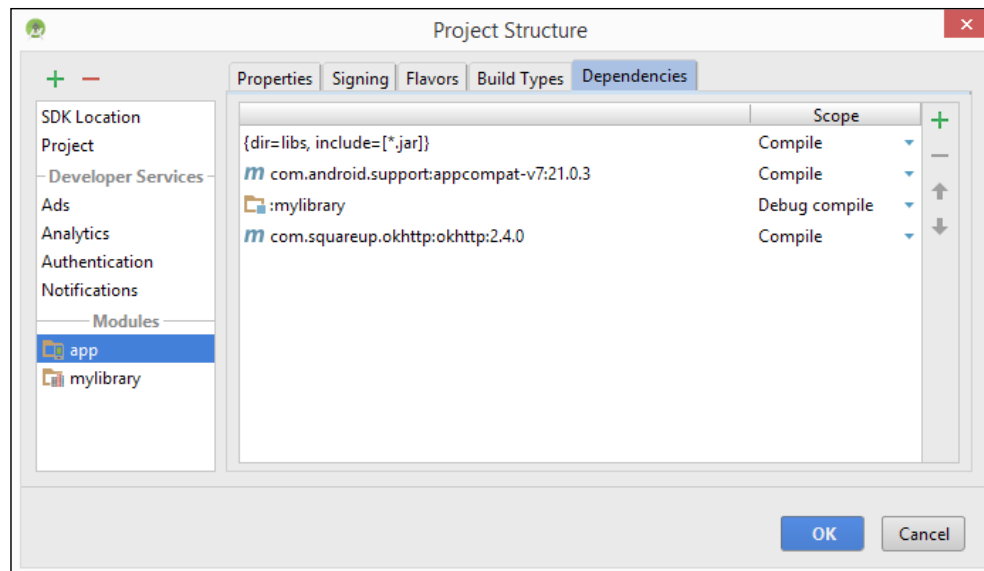 Project Structure
Properties Signing Flavors Build Types Dependencies
SDK Location
Project
Developer Services
Ads
Analytics
Authentication
Notifications
Modules
app
mylibrary
Scope
{dir=libs, include=[*.jar]} Compile
m com.android.support:appcompat-v7:21.0.3 Compile
:mylibrary Debug compile
m com.squareup.okhttp:okhttp:2.4.0 Compile
OK Cancel